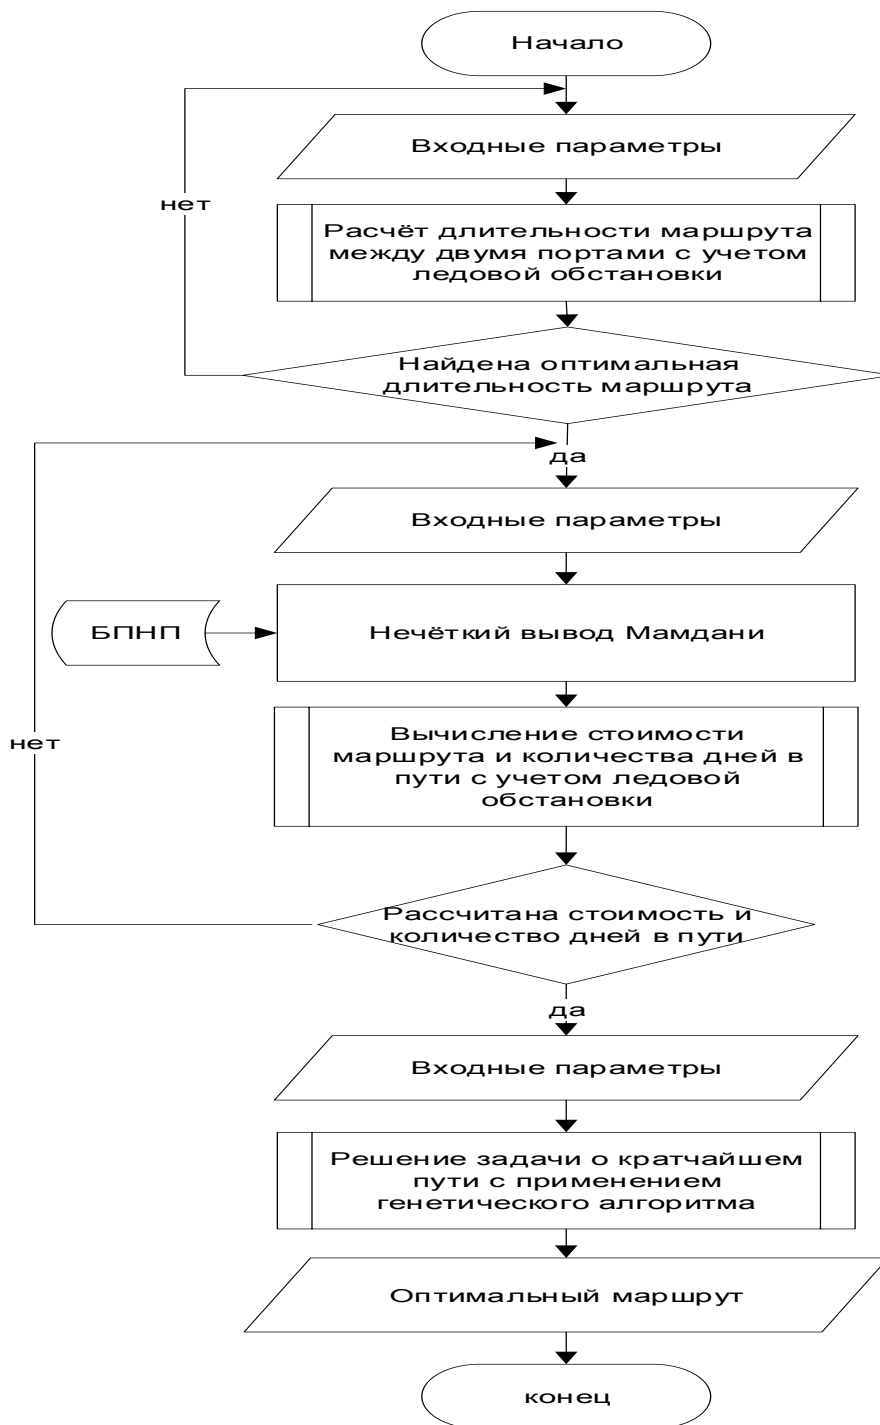 Начало
Входные параметры
нет
Расчёт длительности маршрута
между двумя портами с учетом
ледовой обстановки
Найдена оптимальная
длительность маршрута
да
Входные параметры
БПНП
Нечёткий вывод Мамдани
нет
Вычисление стоимости
маршрута и количества дней в
пути с учетом ледовой
обстановки
Рассчитана стоимость и
количество дней в пути
да
Входные параметры
Решение задачи о кратчайшем
пути с применением
генетического алгоритма
Оптимальный маршрут
конец